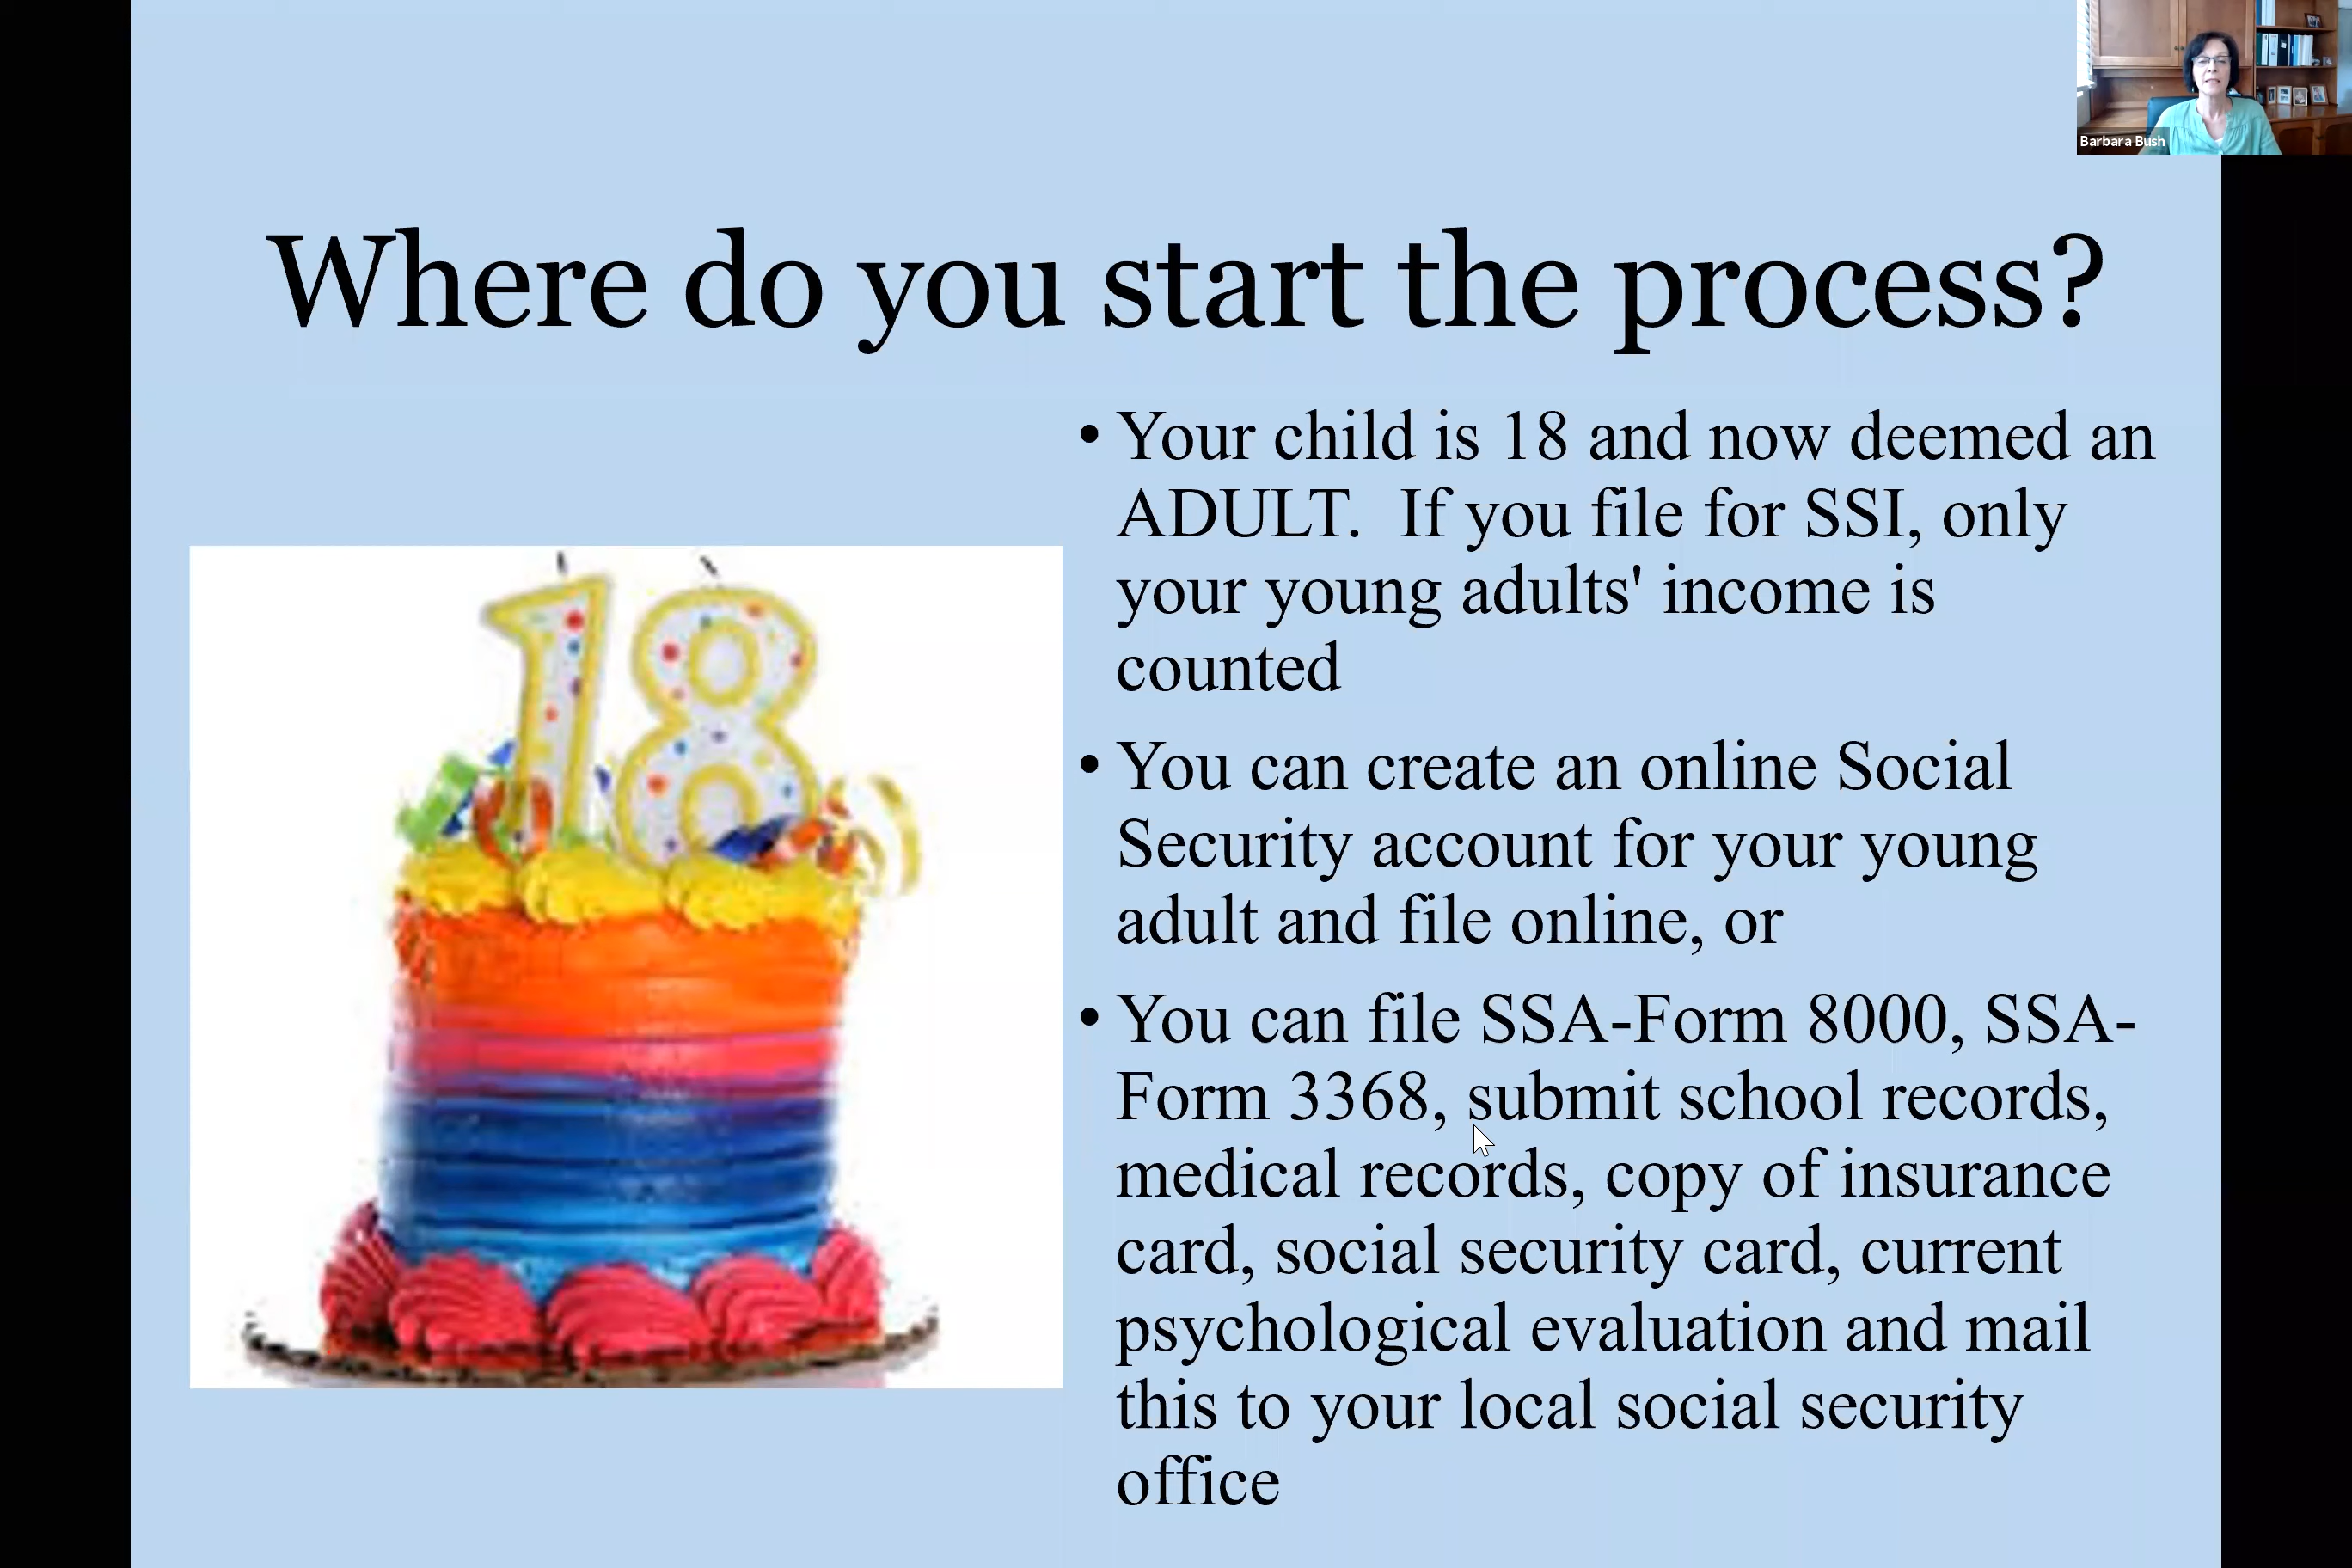 Barbara Bush
Where do you start the process?
• Your child is 18 and now deemed an
ADULT.  If you file for SSI, only
your young adults' income is
counted
• You can create an online Social
Security account for your young
adult and file online, or
• You can file SSA-Form 8000, SSA-
Form 3368, submit school records,
medical records, copy of insurance
card, social security card, current
psychological evaluation and mail
this to your local social security
office
18